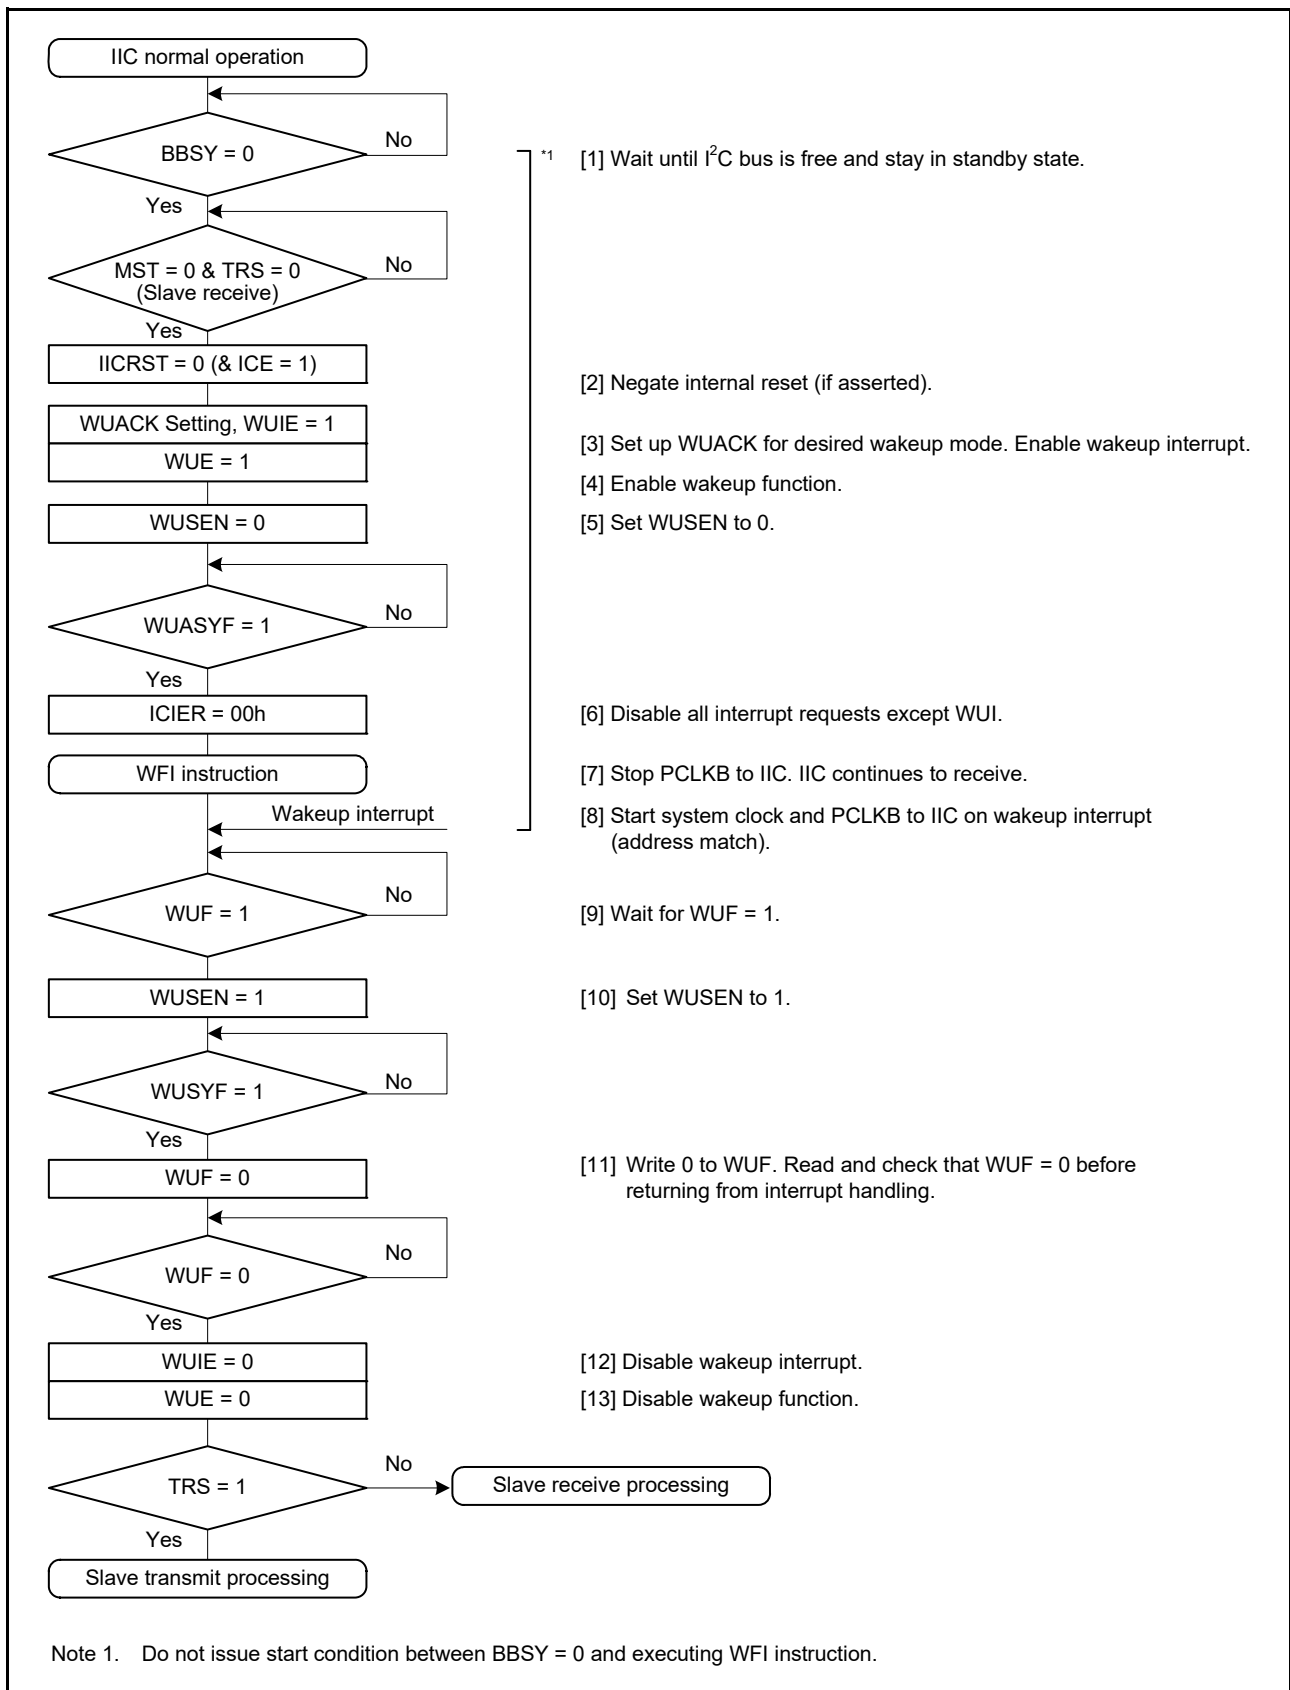 IIC normal operation
No
BBSY = 0
*1
[1] Wait until I²C bus is free and stay in standby state.
Yes
No
MST = 0 & TRS = 0
(Slave receive)
Yes
IICRST = 0 (& ICE = 1)
[2] Negate internal reset (if asserted).
WUACK Setting, WUIE = 1
[3] Set up WUACK for desired wakeup mode. Enable wakeup interrupt.
WUE = 1
[4] Enable wakeup function.
WUSEN = 0
[5] Set WUSEN to 0.
No
WUASYF = 1
Yes
ICIER = 00h
[6] Disable all interrupt requests except WUI.
WFI instruction
[7] Stop PCLKB to IIC. IIC continues to receive.
Wakeup interrupt
[8] Start system clock and PCLKB to IIC on wakeup interrupt
(address match).
No
WUF = 1
[9] Wait for WUF = 1.
WUSEN = 1
[10] Set WUSEN to 1.
No
WUSYF = 1
Yes
WUF = 0
[11] Write 0 to WUF. Read and check that WUF = 0 before
returning from interrupt handling.
No
WUF = 0
Yes
WUIE = 0
[12] Disable wakeup interrupt.
WUE = 0
[13] Disable wakeup function.
No
TRS = 1
Slave receive processing
Yes
Slave transmit processing
Note 1. Do not issue start condition between BBSY = 0 and executing WFI instruction.